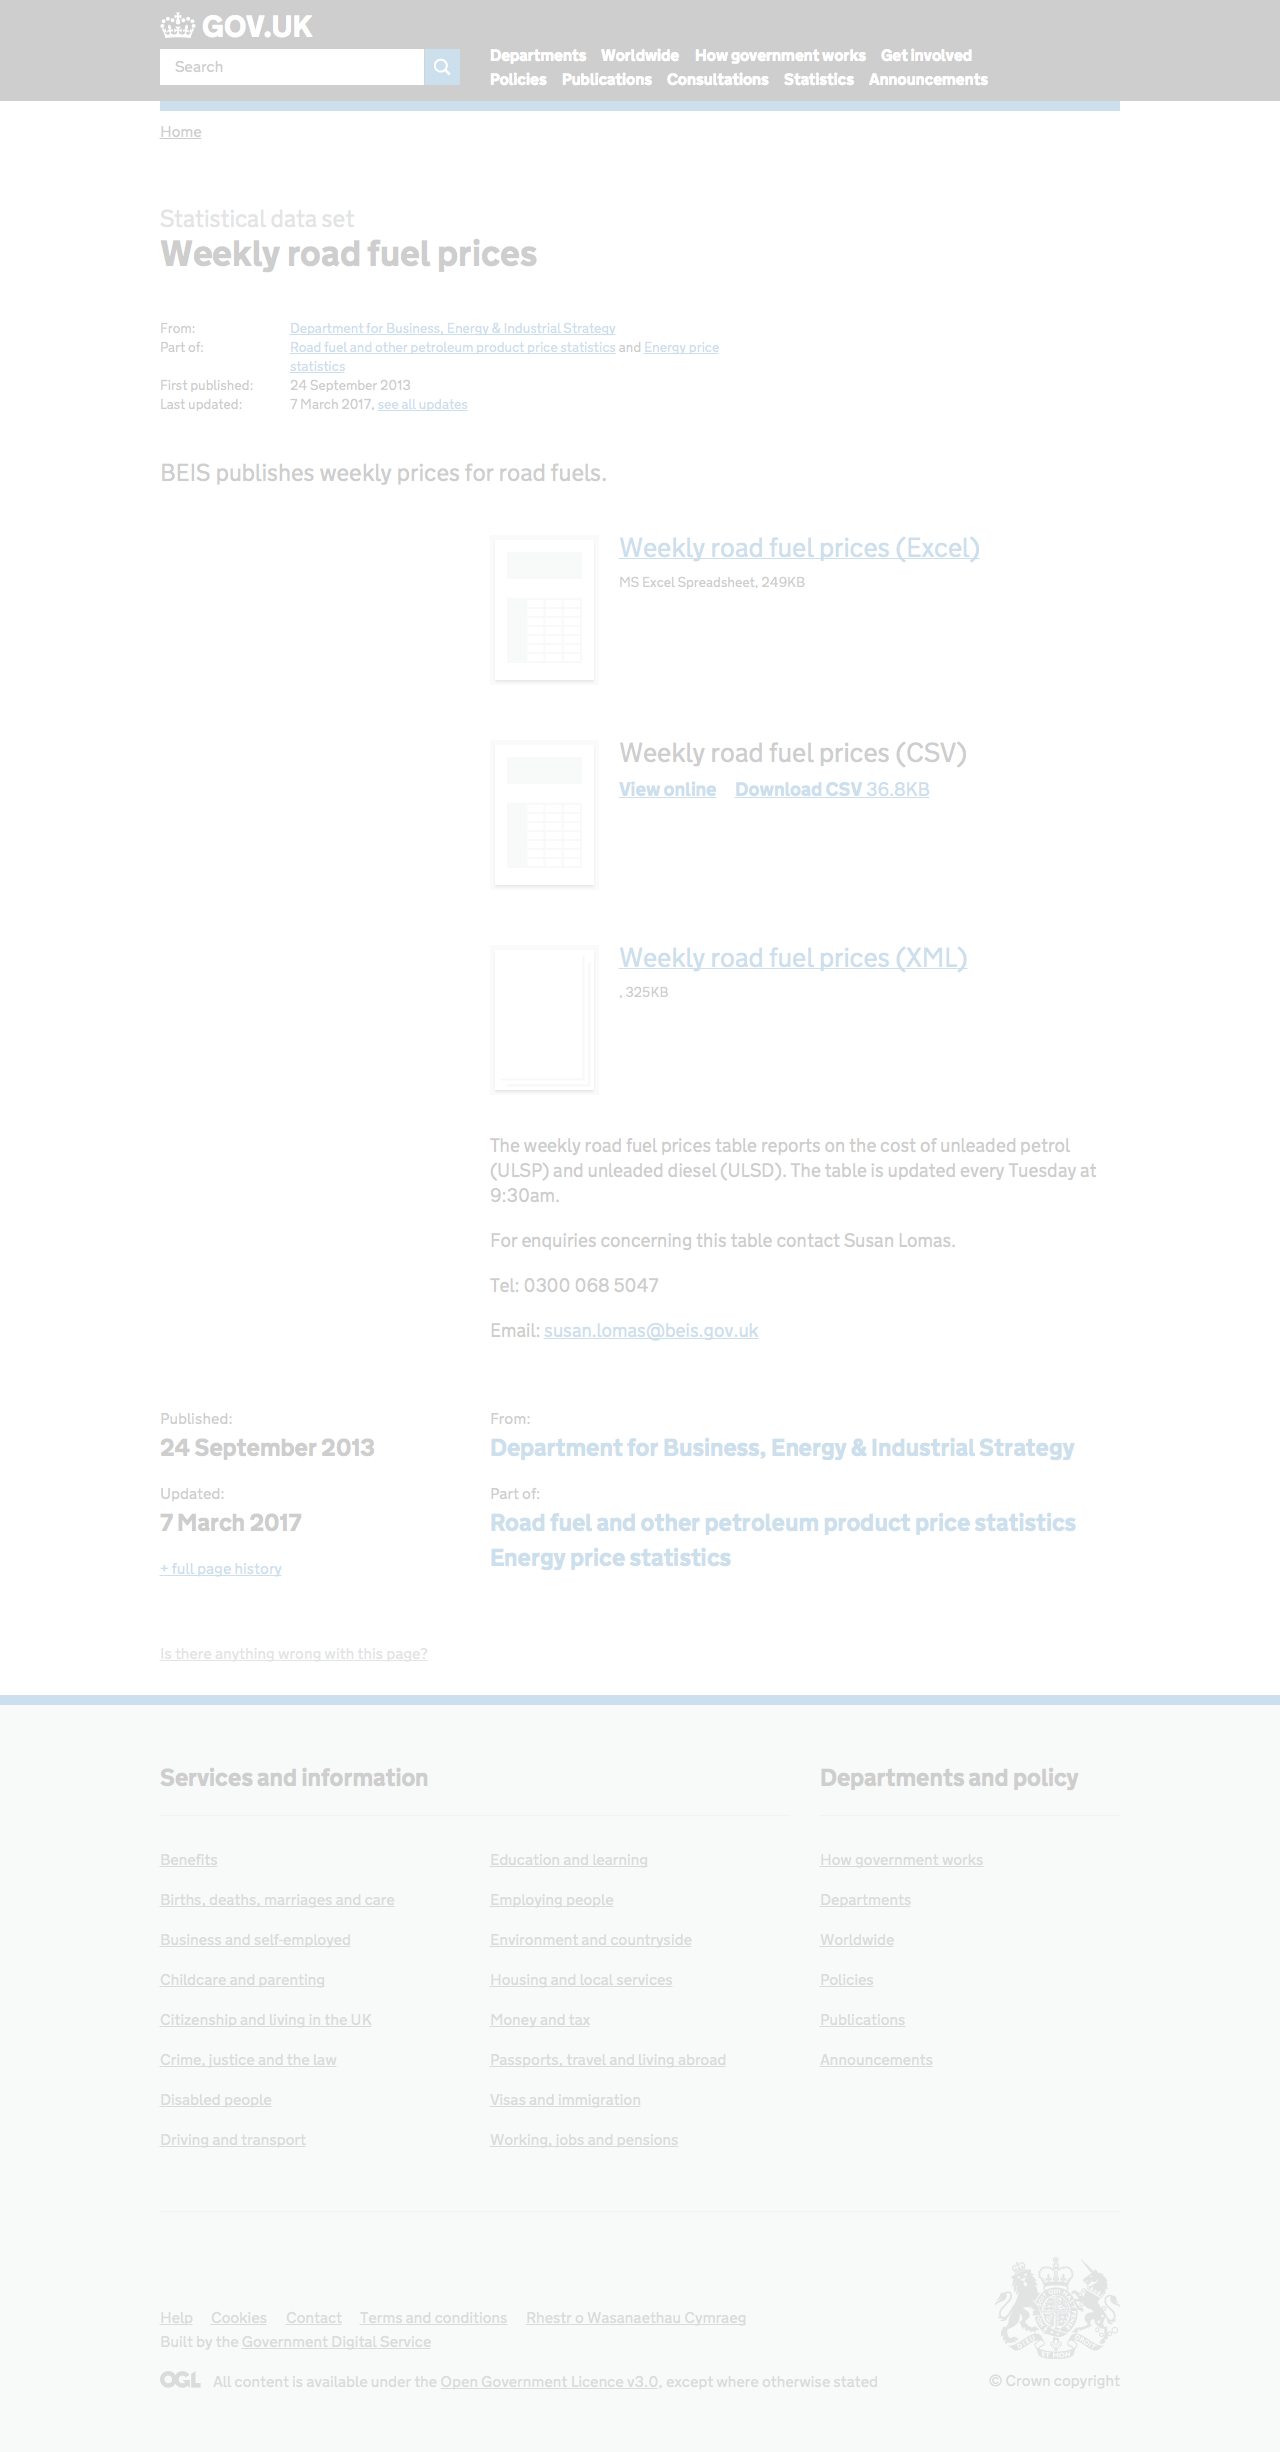 GOV.UK
Search
Departments Worldwide How government works Get involved
Policies Publications Consultations Statistics Announcements
Home
Statistical data set
Weekly road fuel prices
From: Department for Business, Energy & Industrial Strategy
Part of: Road fuel and other petroleum product price statistics and Energy price
statistics
First published: 24 September 2013
Last updated: 7 March 2017, see all updates
BEIS publishes weekly prices for road fuels.
Weekly road fuel prices (Excel)
MS Excel Spreadsheet, 249KB
Weekly road fuel prices (CSV)
View online Download CSV 36.8KB
Weekly road fuel prices (XML)
, 325KB
The weekly road fuel prices table reports on the cost of unleaded petrol
(ULSP) and unleaded diesel (ULSD). The table is updated every Tuesday at
9:30am.
For enquiries concerning this table contact Susan Lomas.
Tel: 0300 068 5047
Email: susan.lomas@beis.gov.uk
Published:
24 September 2013
Updated:
7 March 2017
+ full page history
From:
Department for Business, Energy & Industrial Strategy
Part of:
Road fuel and other petroleum product price statistics
Energy price statistics
Is there anything wrong with this page?
Services and information
Benefits
Births, deaths, marriages and care
Business and self-employed
Childcare and parenting
Citizenship and living in the UK
Crime, justice and the law
Disabled people
Driving and transport
Education and learning
Employing people
Environment and countryside
Housing and local services
Money and tax
Passports, travel and living abroad
Visas and immigration
Working, jobs and pensions
Departments and policy
How government works
Departments
Worldwide
Policies
Publications
Announcements
Help Cookies Contact Terms and conditions Rhestr o Wasanaethau Cymraeg
Built by the Government Digital Service
OGL All content is available under the Open Government Licence v3.0, except where otherwise stated
© Crown copyright